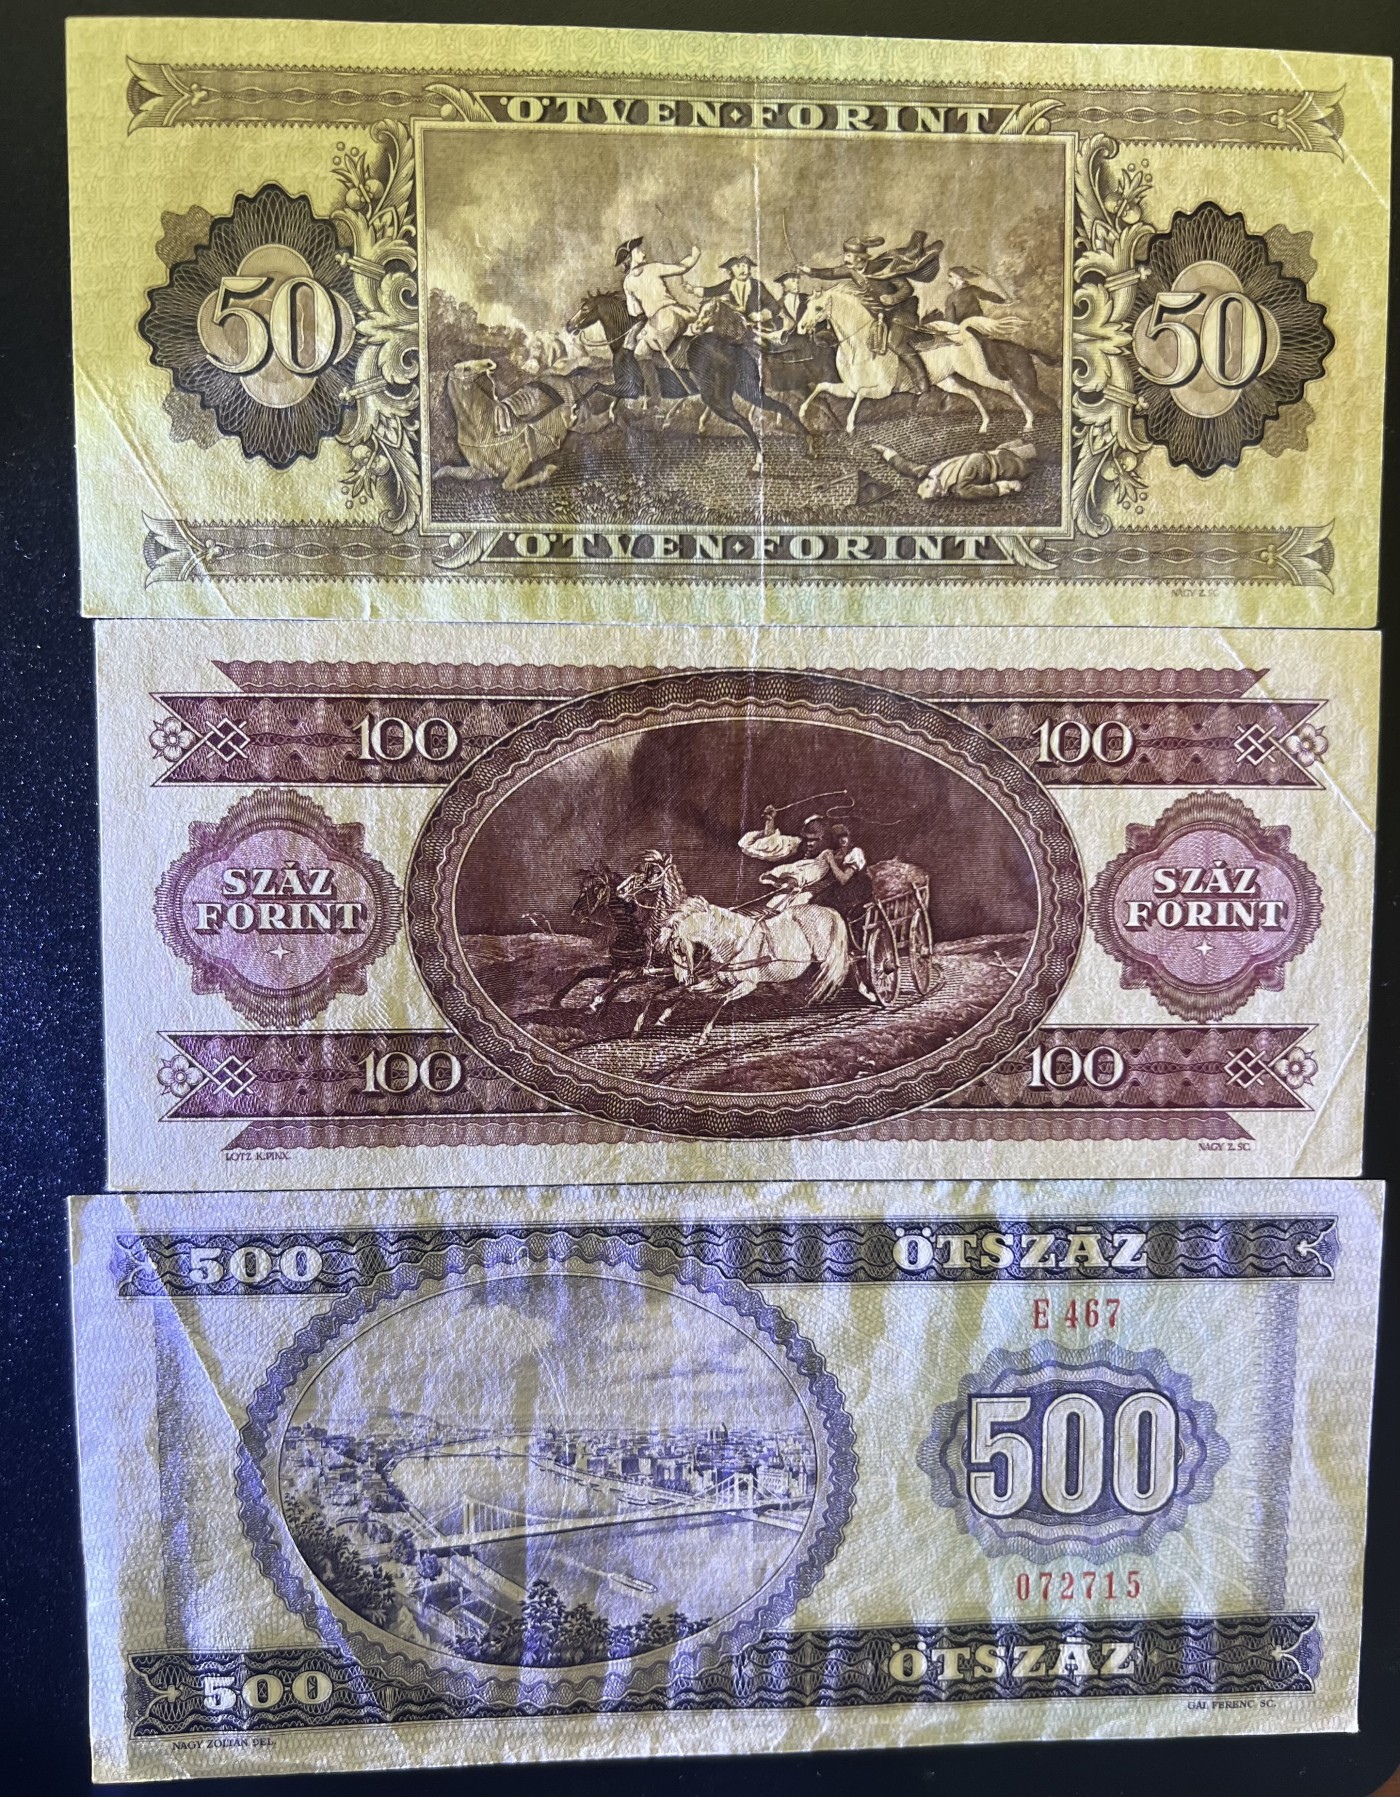 ÖTVEN FORINT
50
50
ÖTVEN FORINT
NAGY Z. SC.
100
100
SZÁZ
FORINT
SZÁZ
FORINT
100
100
LOTZ K. PINX.
NAGY Z. SC.
500
ÖTSZÁZ
E 467
500
072715
500
ÖTSZÁZ
NAGY ZOLTÁN DEL.
GÁL FERENC SC.